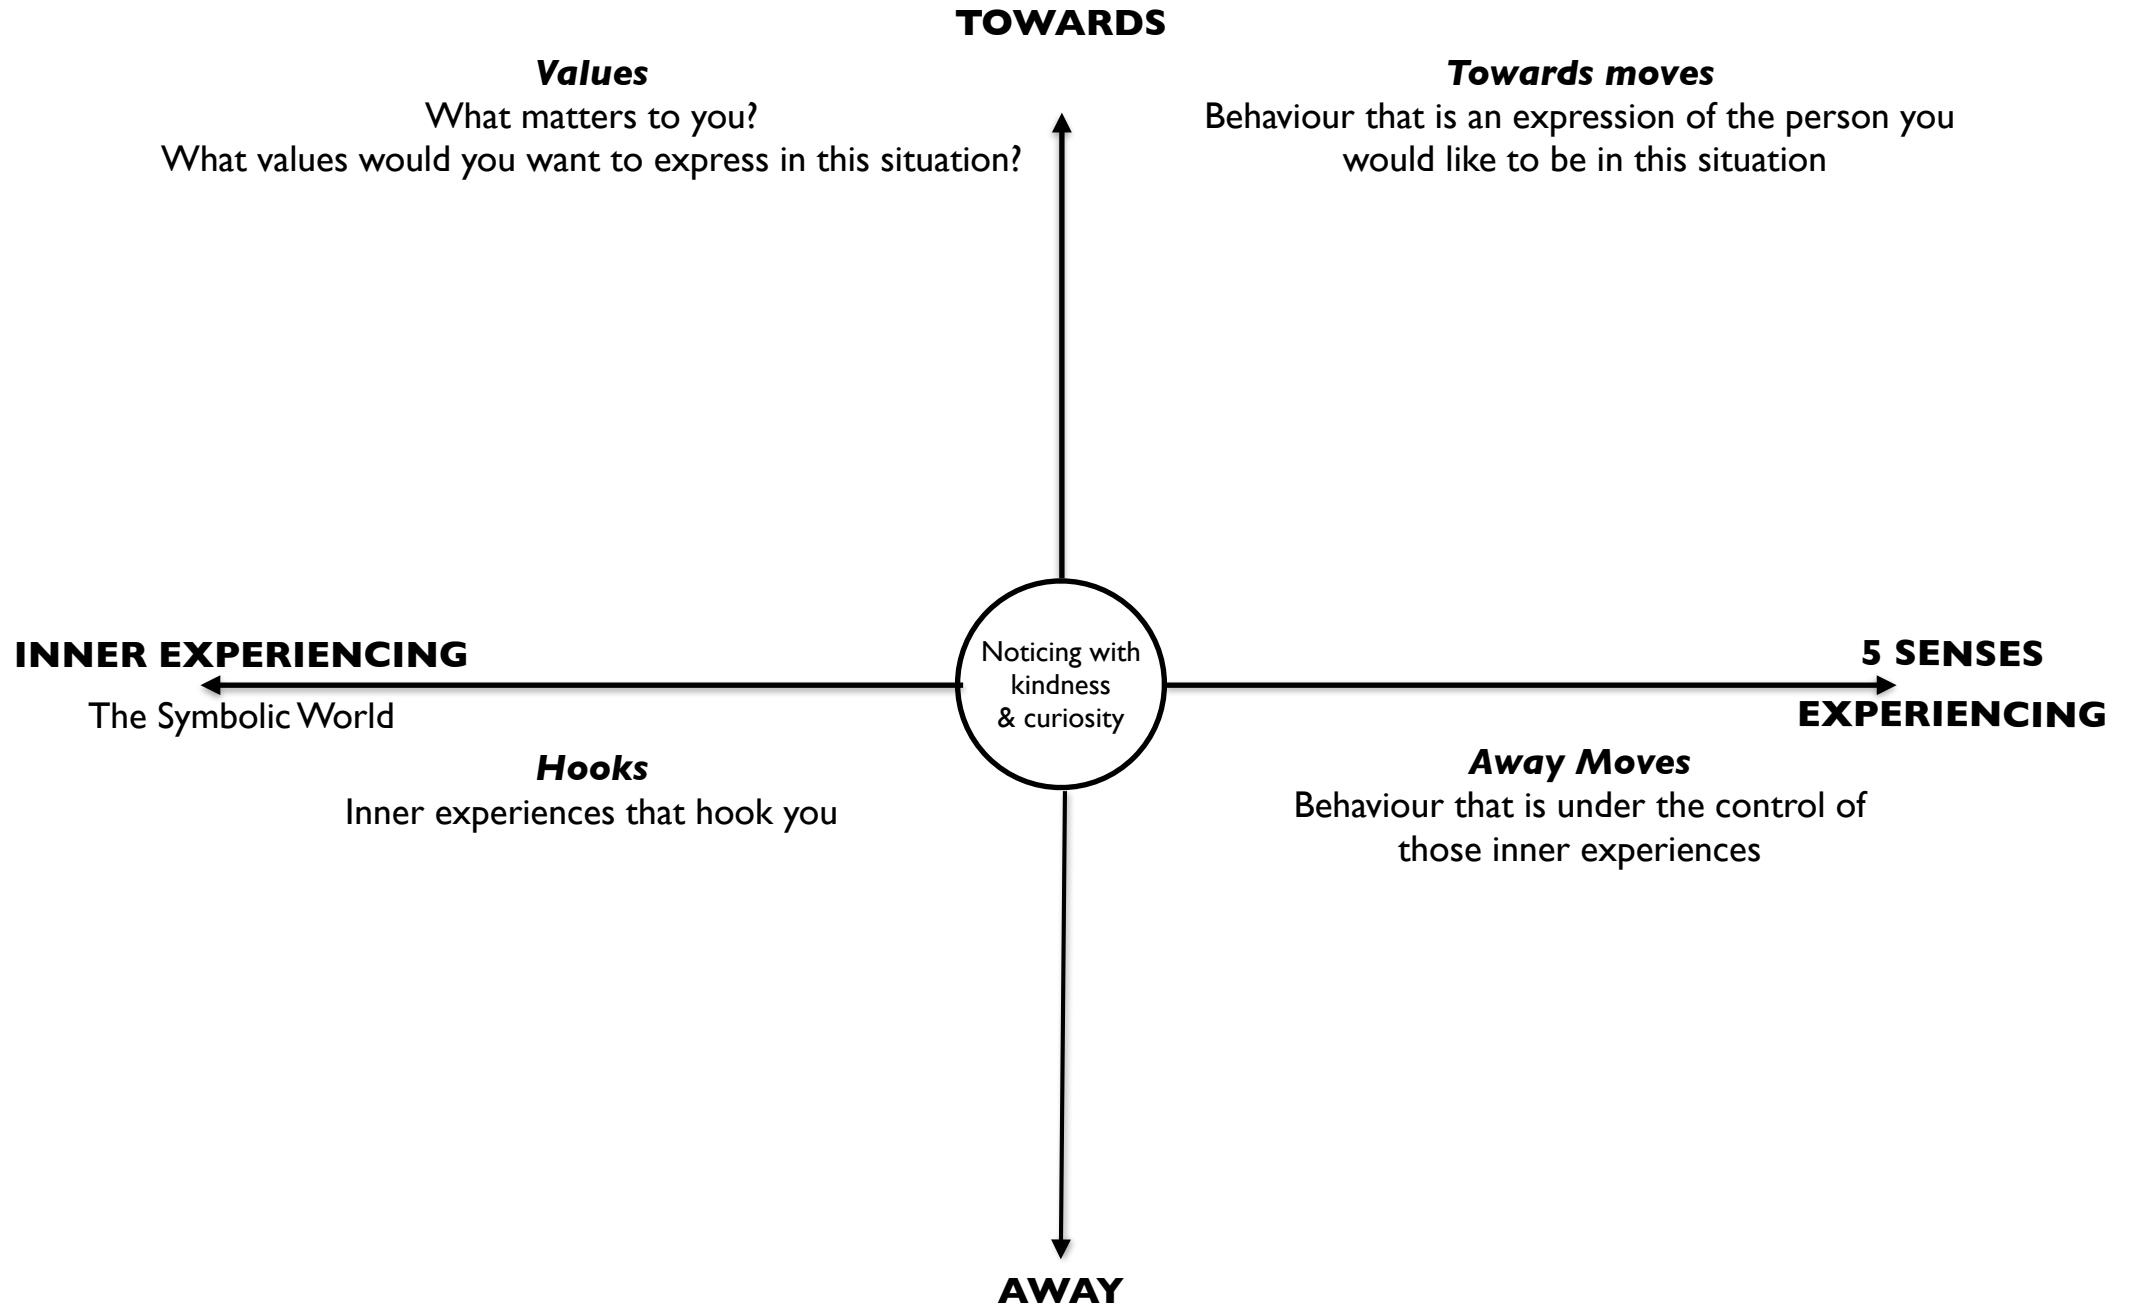 TOWARDS
Values
What matters to you?
What values would you want to express in this situation?
Towards moves
Behaviour that is an expression of the person you
would like to be in this situation
INNER EXPERIENCING
The Symbolic World
Noticing with
kindness
& curiosity
5 SENSES
EXPERIENCING
Hooks
Inner experiences that hook you
Away Moves
Behaviour that is under the control of
those inner experiences
AWAY